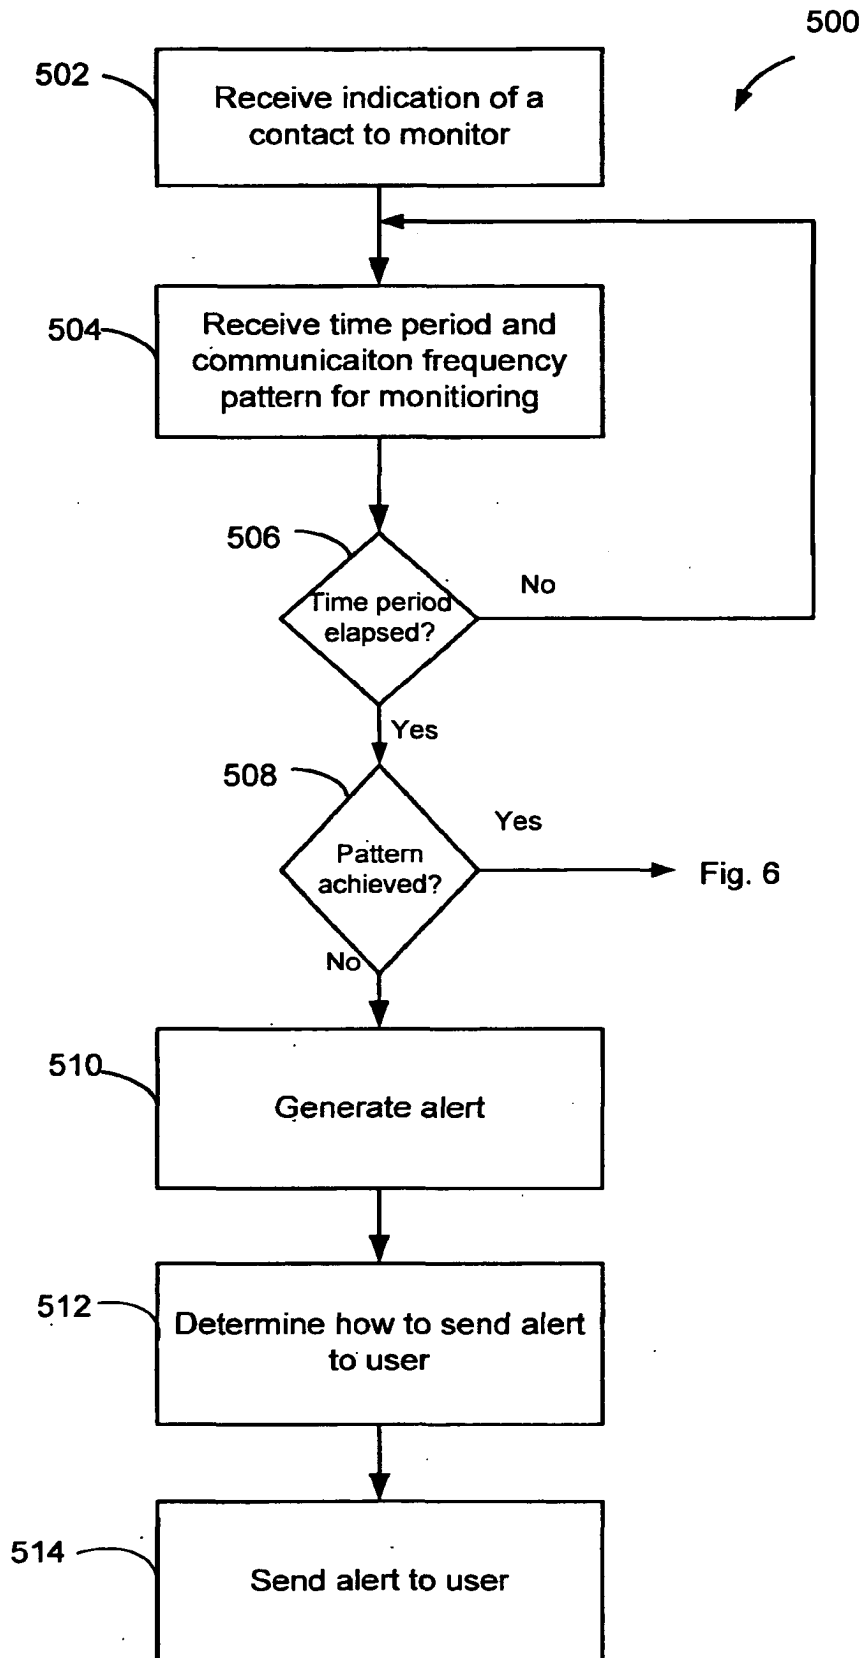 500
502
Receive indication of a
contact to monitor
504
Receive time period and
communicaiton frequency
pattern for monitioring
506
Time period
elapsed?
No
Yes
508
Pattern
achieved?
Yes
Fig. 6
No
510
Generate alert
512
Determine how to send alert
to user
514
Send alert to user